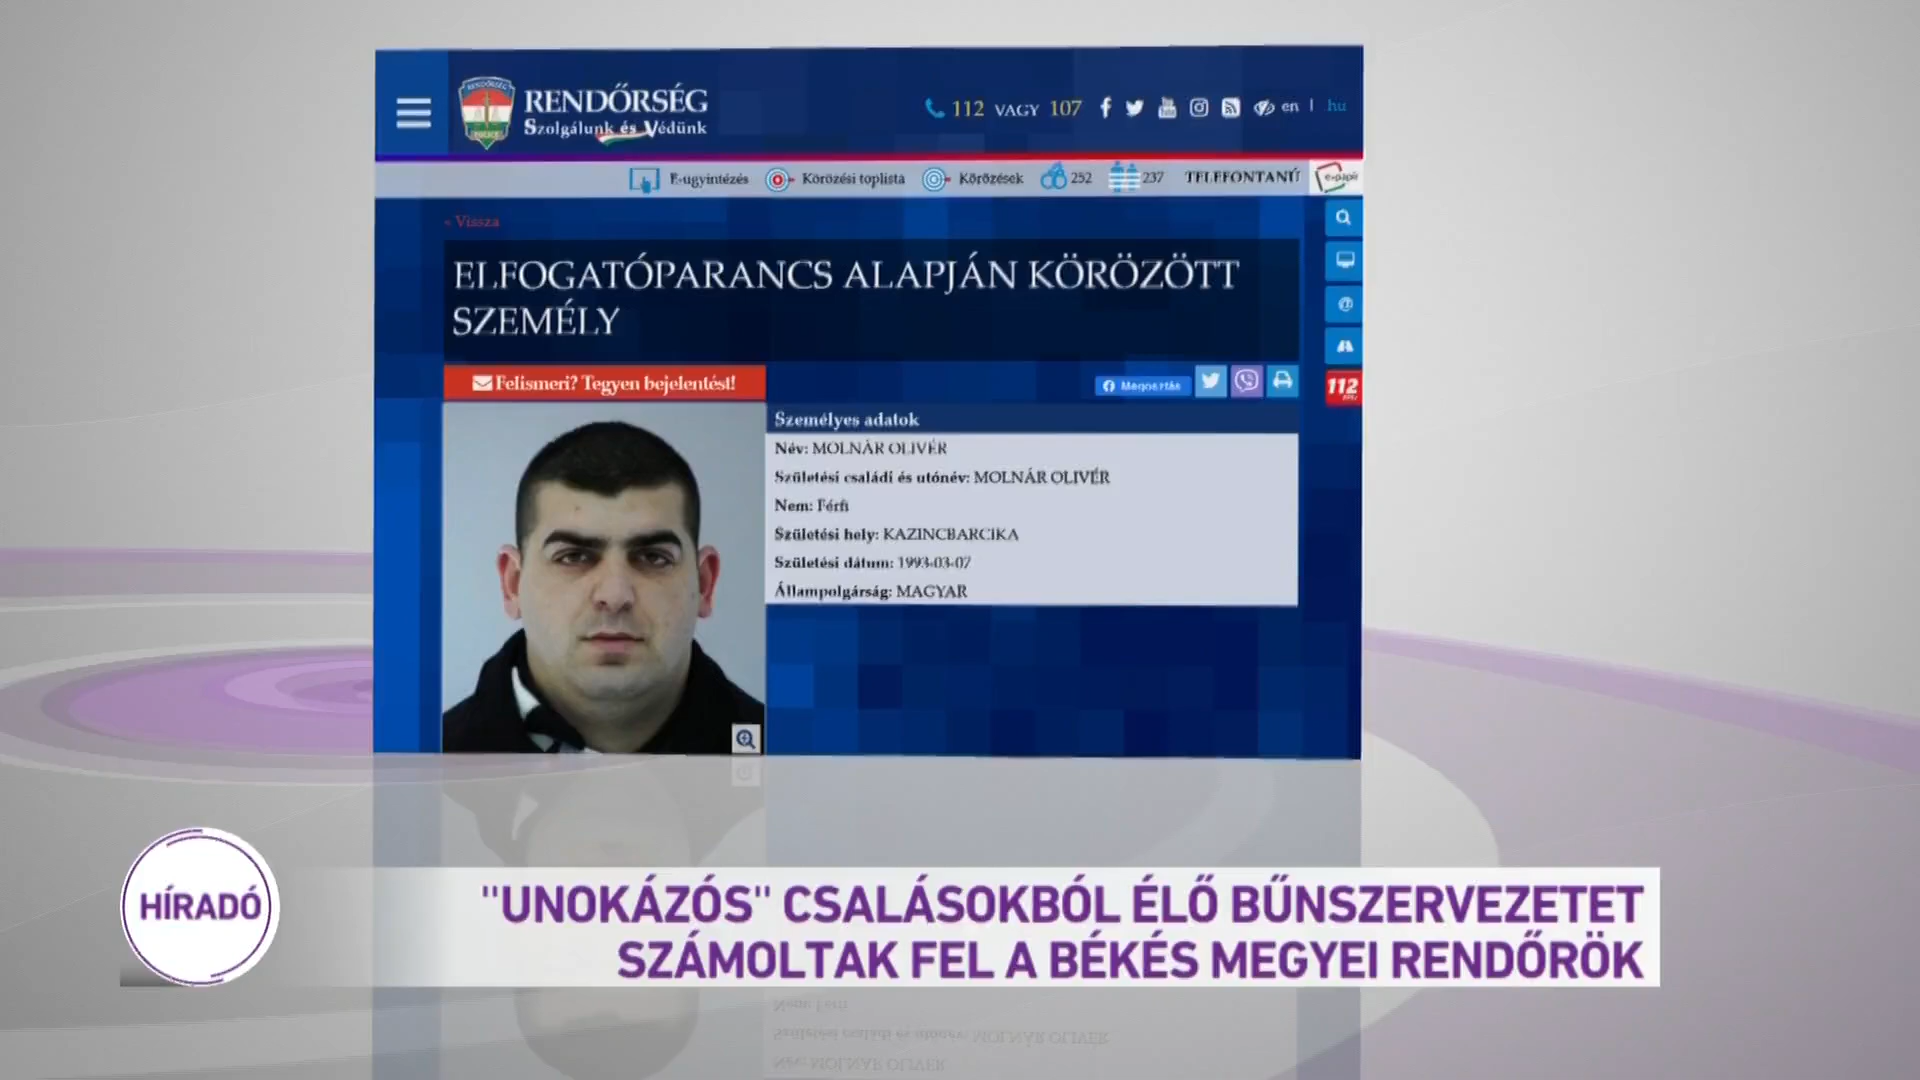 RENDŐRSÉG
Szolgálunk és Védünk
112 VAGY 107
en | hu
E-ügyintézés
Körözési toplista
Körözések
252
237
TELEFONTANÚ
e-papír
« Vissza
ELFOGATÓPARANCS ALAPJÁN KÖRÖZÖTT
SZEMÉLY
Felismeri? Tegyen bejelentést!
Megosztás
112
Személyes adatok
Név: MOLNÁR OLIVÉR
Születési családi és utónév: MOLNÁR OLIVÉR
Nem: Férfi
Születési hely: KAZINCBARCIKA
Születési dátum: 1993-03-07
Állampolgárság: MAGYAR
HÍRADÓ
"UNOKÁZÓS" CSALÁSOKBÓL ÉLŐ BŰNSZERVEZETET
SZÁMOLTAK FEL A BÉKÉS MEGYEI RENDŐRÖK